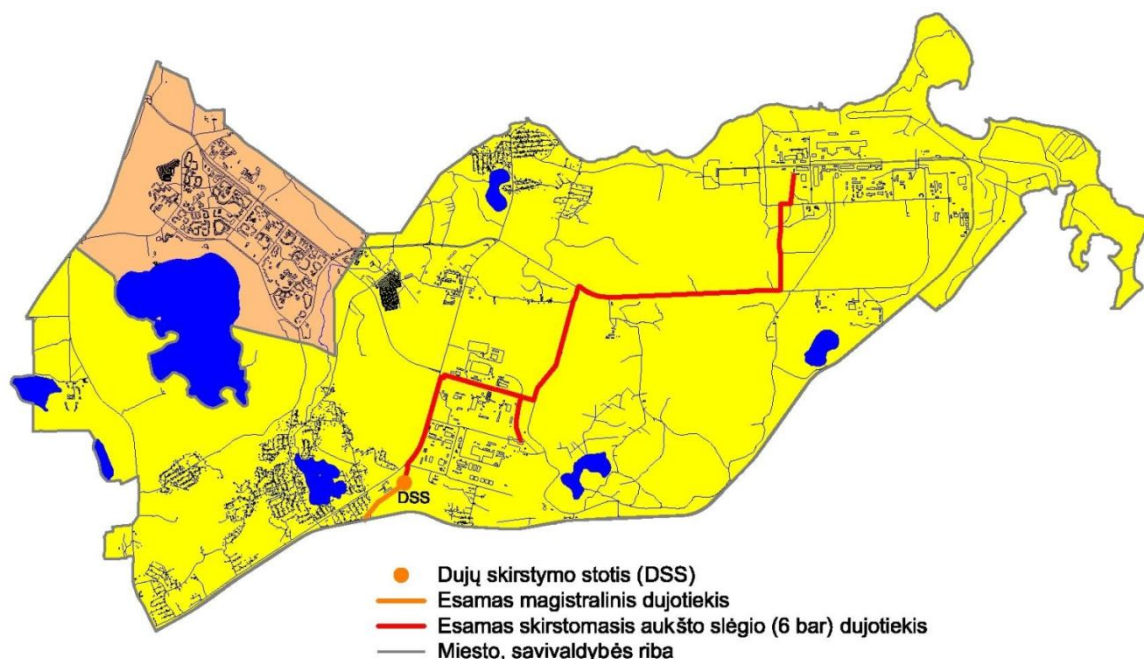 DSS
Dujų skirstymo stotis (DSS)
Esamas magistralinis dujotiekis
Esamas skirstomasis aukšto slėgio (6 bar) dujotiekis
Miesto, savivaldybės riba